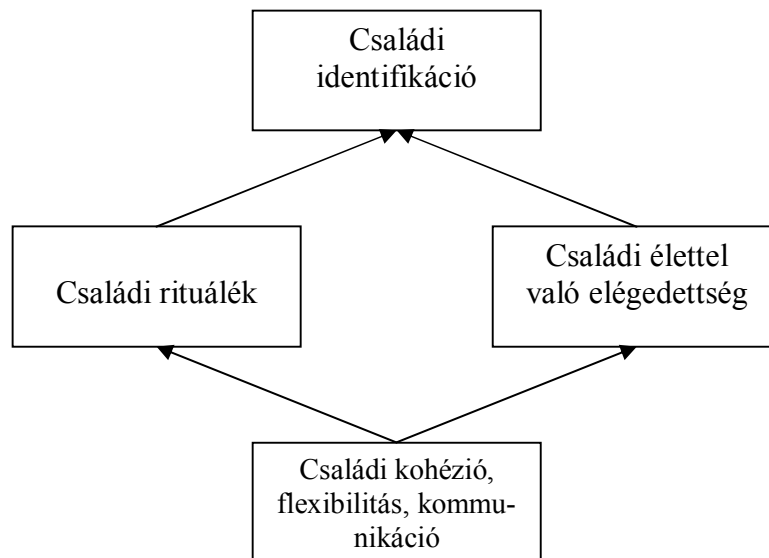 Családi
identifikáció
Családi rituálék
Családi élettel
való elégedettség
Családi kohézió,
flexibilitás, kommu-
nikáció